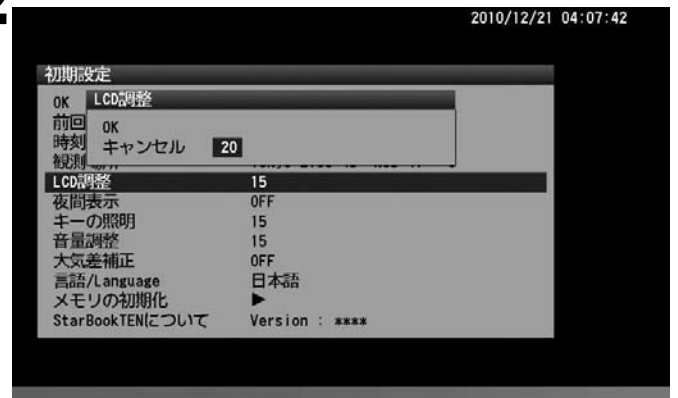 2010/12/21 04:07:42
初期設定
OK
LCD調整
前回
OK
時刻
キャンセル 20
観測
LCD調整 15
夜間表示 OFF
キーの照明 15
音量調整 15
大気差補正 OFF
言語/Language 日本語
メモリの初期化 ▶
StarBookTENについて Version : ****